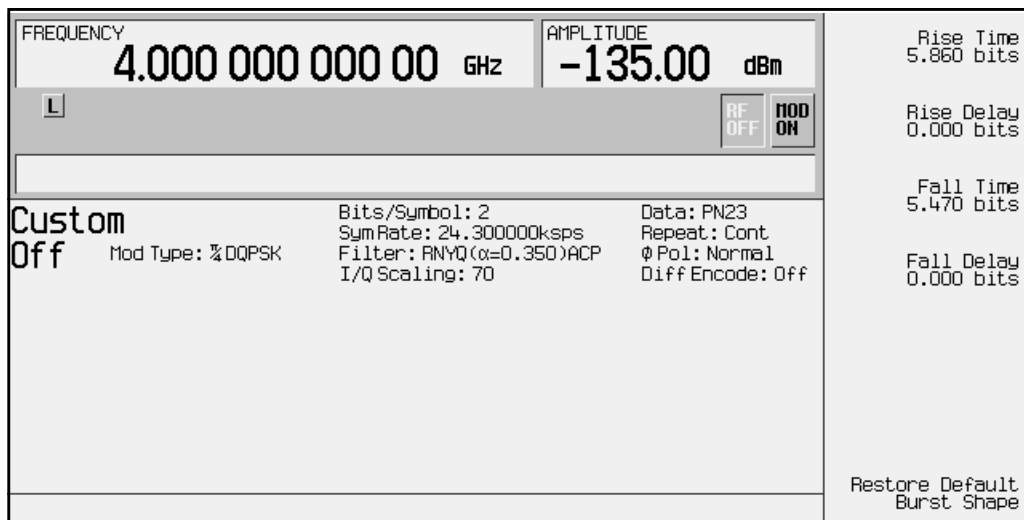 FREQUENCY
4.000 000 000 00 GHz
AMPLITUDE
-135.00 dBm
L
RF OFF
MOD ON
Custom
Off
Mod Type: π/4 DQPSK
Bits/Symbol: 2
Sym Rate: 24.300000ksps
Filter: RNYQ(α=0.350)ACP
I/Q Scaling: 70
Data: PN23
Repeat: Cont
Φ Pol: Normal
Diff Encode: Off
Rise Time
5.860 bits
Rise Delay
0.000 bits
Fall Time
5.470 bits
Fall Delay
0.000 bits
Restore Default
Burst Shape